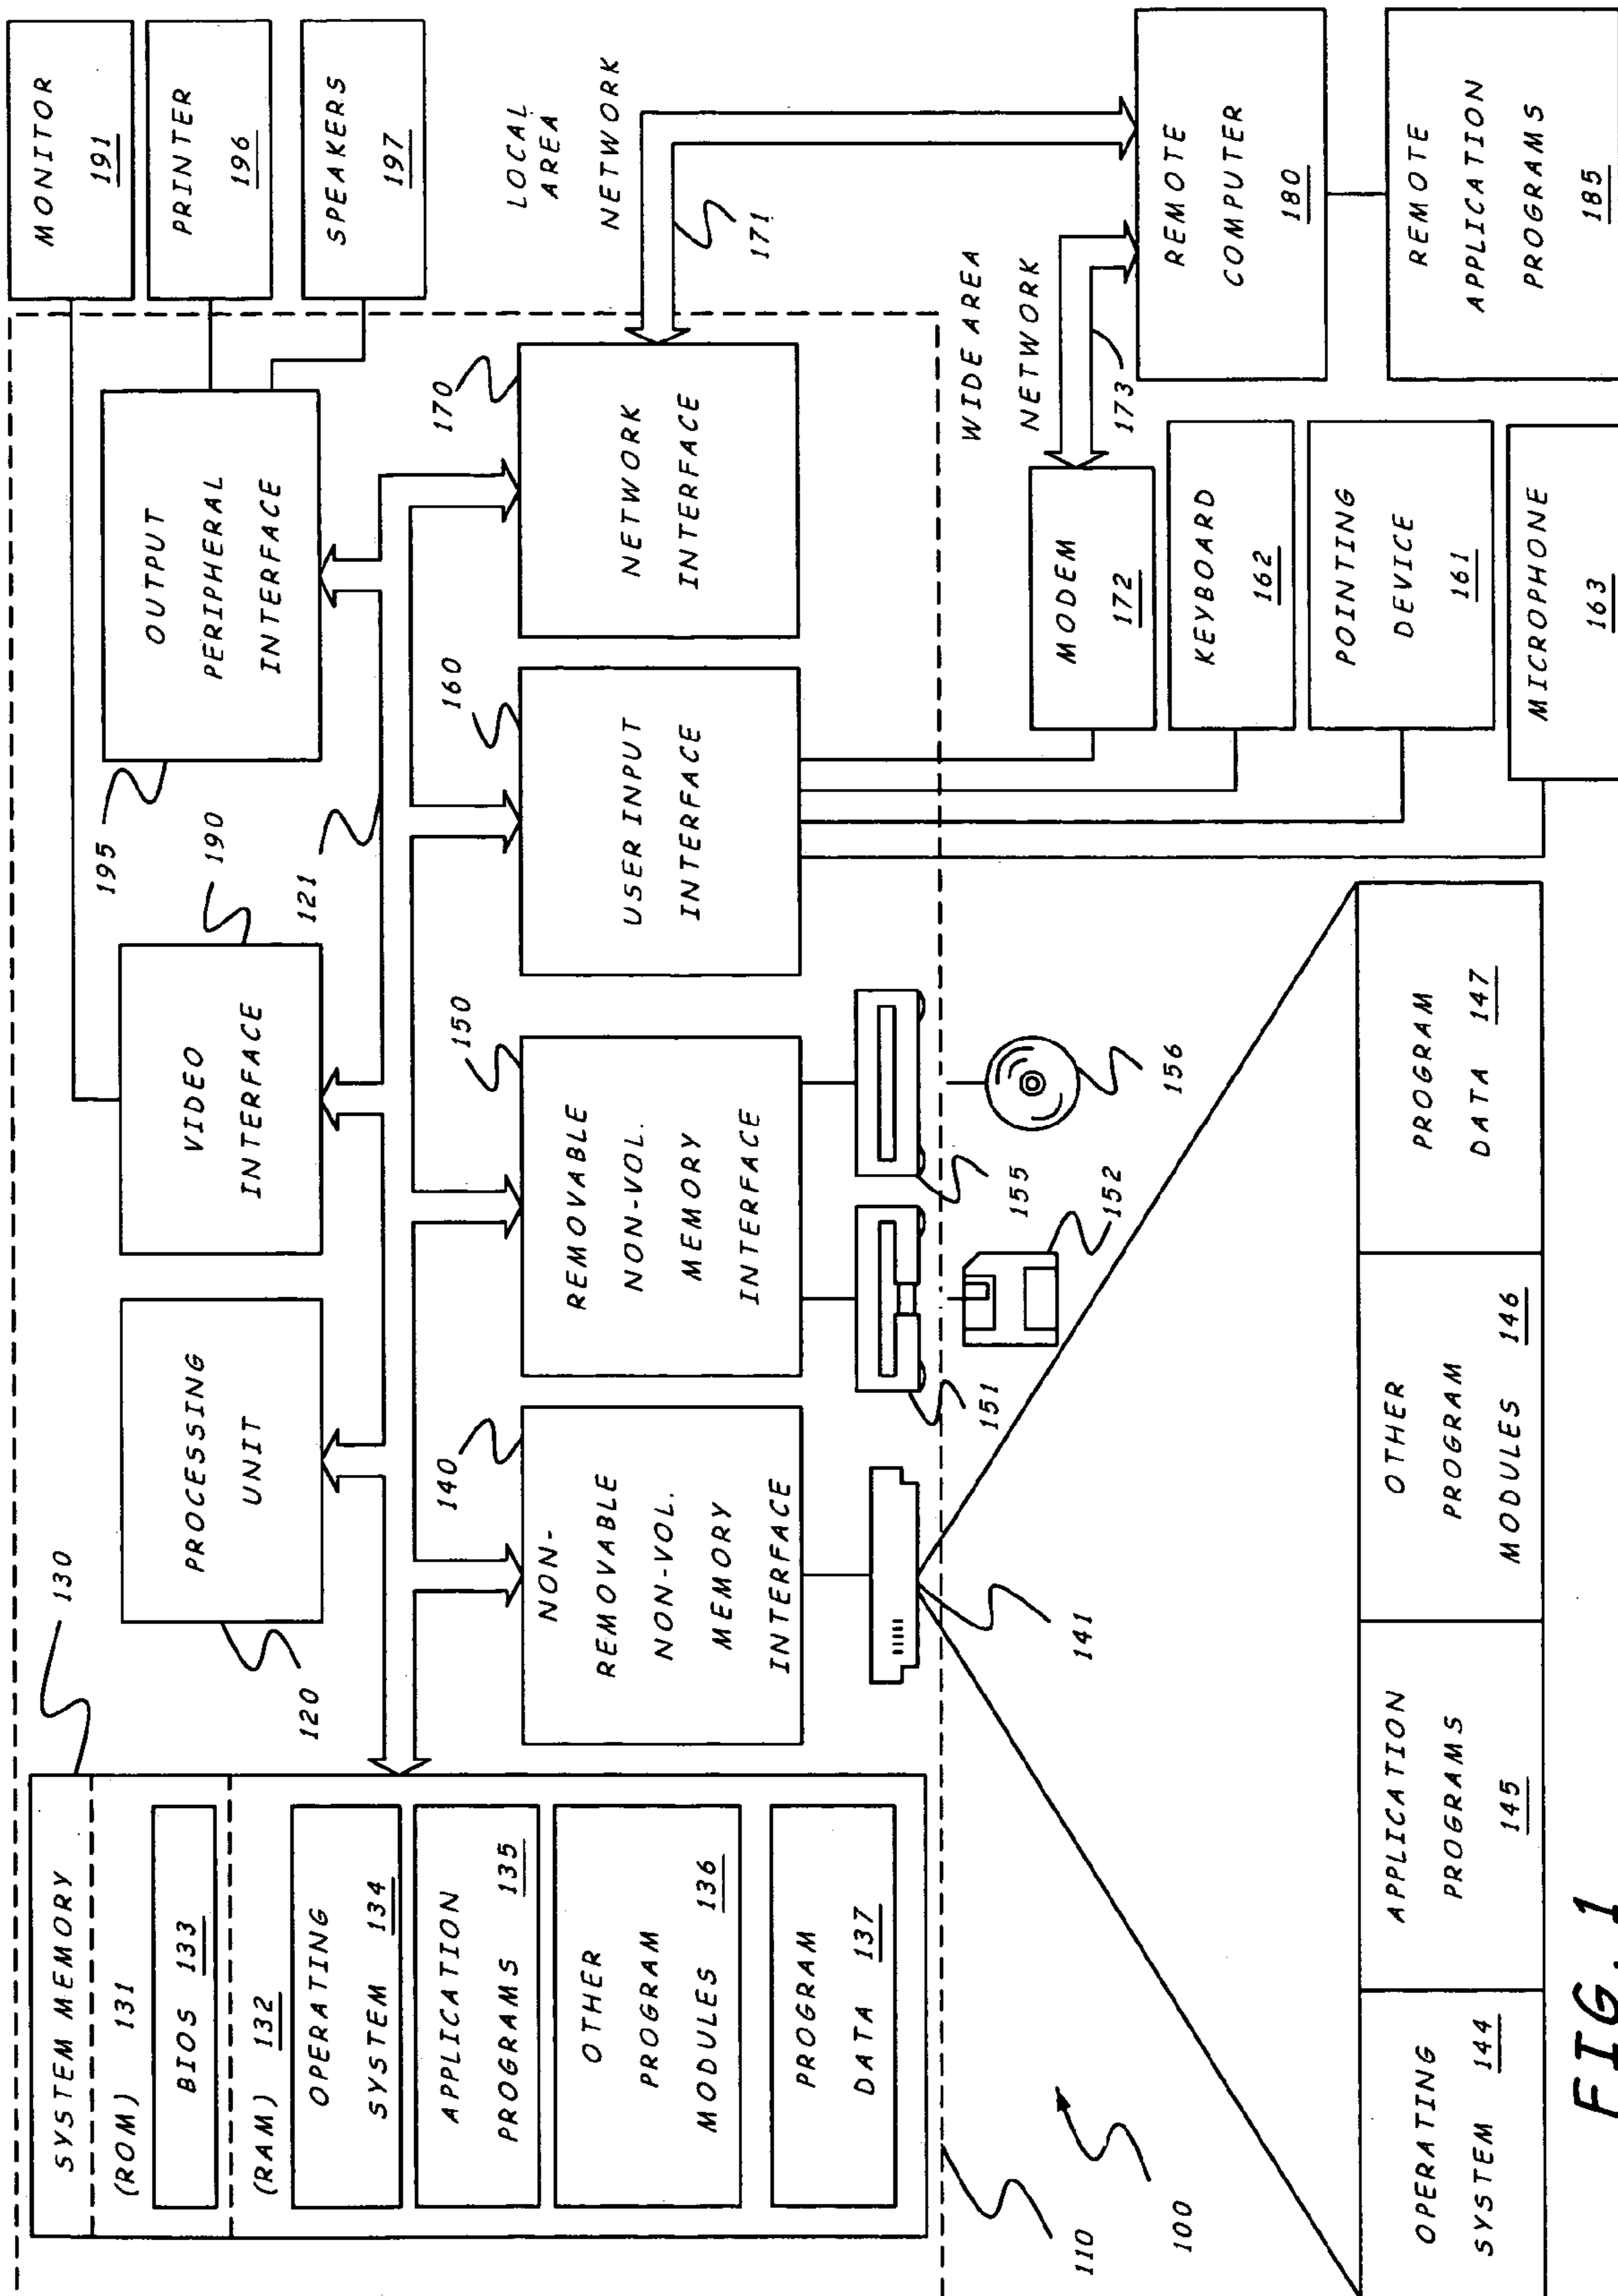 SYSTEM MEMORY
(ROM) 131
BIOS 133
(RAM) 132
OPERATING
SYSTEM 134
APPLICATION
PROGRAMS 135
OTHER
PROGRAM
MODULES 136
PROGRAM
DATA 137
130
120
PROCESSING
UNIT
VIDEO
INTERFACE
190
195
OUTPUT
PERIPHERAL
INTERFACE
121
MONITOR
191
PRINTER
196
SPEAKERS
197
140
NON-
REMOVABLE
NON-VOL.
MEMORY
INTERFACE
150
REMOVABLE
NON-VOL.
MEMORY
INTERFACE
160
USER INPUT
INTERFACE
170
NETWORK
INTERFACE
LOCAL
AREA
NETWORK
171
141
151
152
155
156
WIDE AREA
NETWORK
173
MODEM
172
KEYBOARD
162
POINTING
DEVICE
161
MICROPHONE
163
REMOTE
COMPUTER
180
REMOTE
APPLICATION
PROGRAMS
185
110
100
OPERATING
SYSTEM 144
APPLICATION
PROGRAMS
145
OTHER
PROGRAM
MODULES 146
PROGRAM
DATA 147
FIG. 1